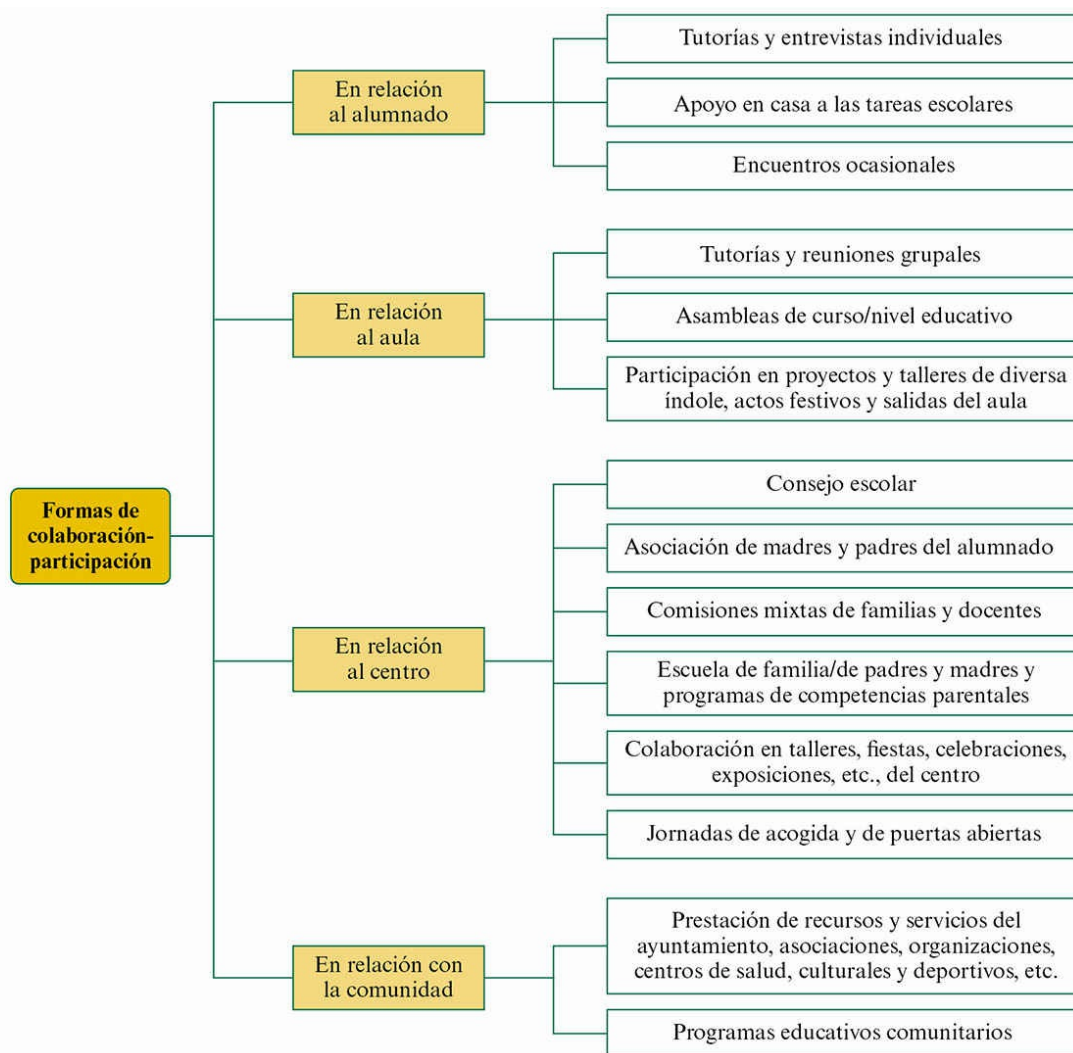 Formas de
colaboración-
participación
En relación
al alumnado
Tutorías y entrevistas individuales
Apoyo en casa a las tareas escolares
Encuentros ocasionales
En relación
al aula
Tutorías y reuniones grupales
Asambleas de curso/nivel educativo
Participación en proyectos y talleres de diversa
índole, actos festivos y salidas del aula
En relación
al centro
Consejo escolar
Asociación de madres y padres del alumnado
Comisiones mixtas de familias y docentes
Escuela de familia/de padres y madres y
programas de competencias parentales
Colaboración en talleres, fiestas, celebraciones,
exposiciones, etc., del centro
Jornadas de acogida y de puertas abiertas
En relación con
la comunidad
Prestación de recursos y servicios del
ayuntamiento, asociaciones, organizaciones,
centros de salud, culturales y deportivos, etc.
Programas educativos comunitarios